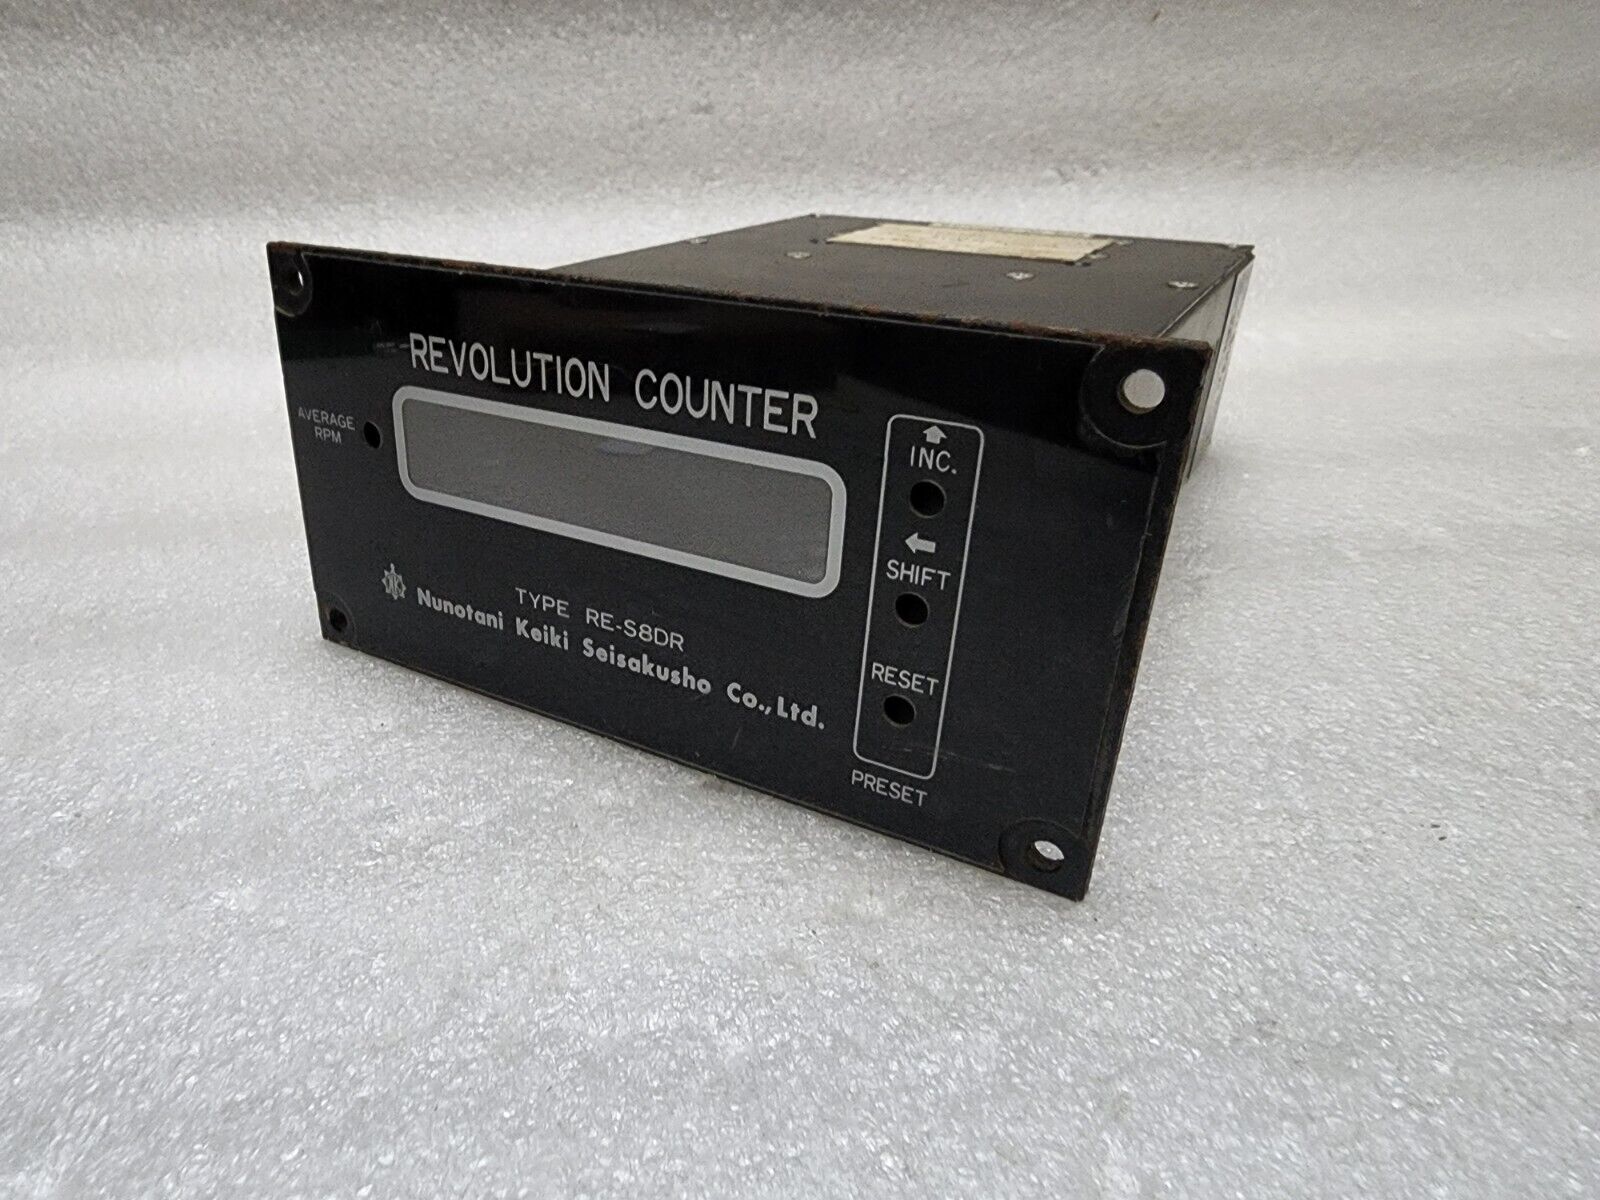 REVOLUTION COUNTER
AVERAGE
RPM
INC.
SHIFT
RESET
PRESET
TYPE RE-S8DR
Nunotani Keiki Seisakusho Co., Ltd.